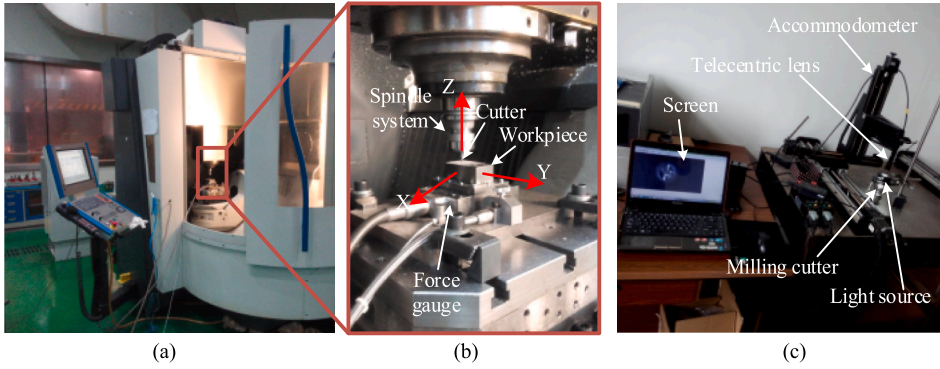 Z
Spindle
system
Cutter
Workpiece
Y
X
Force
gauge
Accommodometer
Telecentric lens
Screen
Milling cutter
Light source
(a)
(b)
(c)